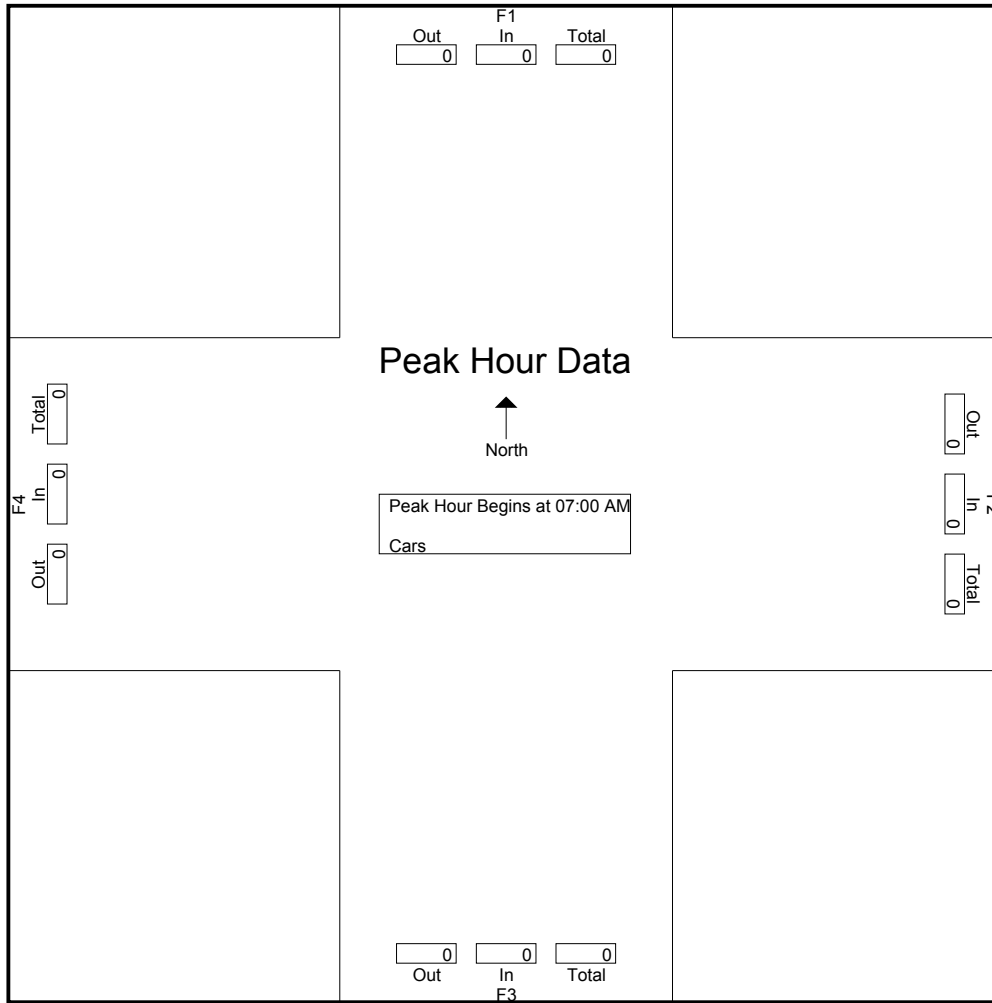 F1
Out In Total
0 0 0
Peak Hour Data
North
Peak Hour Begins at 07:00 AM
Cars
F4
Out In Total
0 0 0
Out In Total
0 0 0
0 0 0
Out In Total
F3